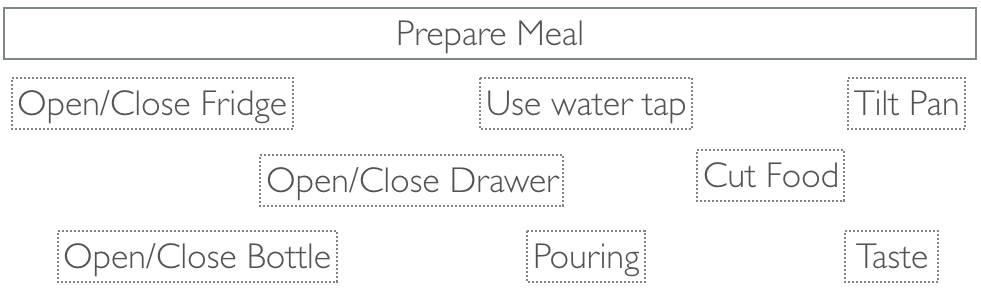 Prepare Meal
Open/Close Fridge
Use water tap
Tilt Pan
Open/Close Drawer
Cut Food
Open/Close Bottle
Pouring
Taste